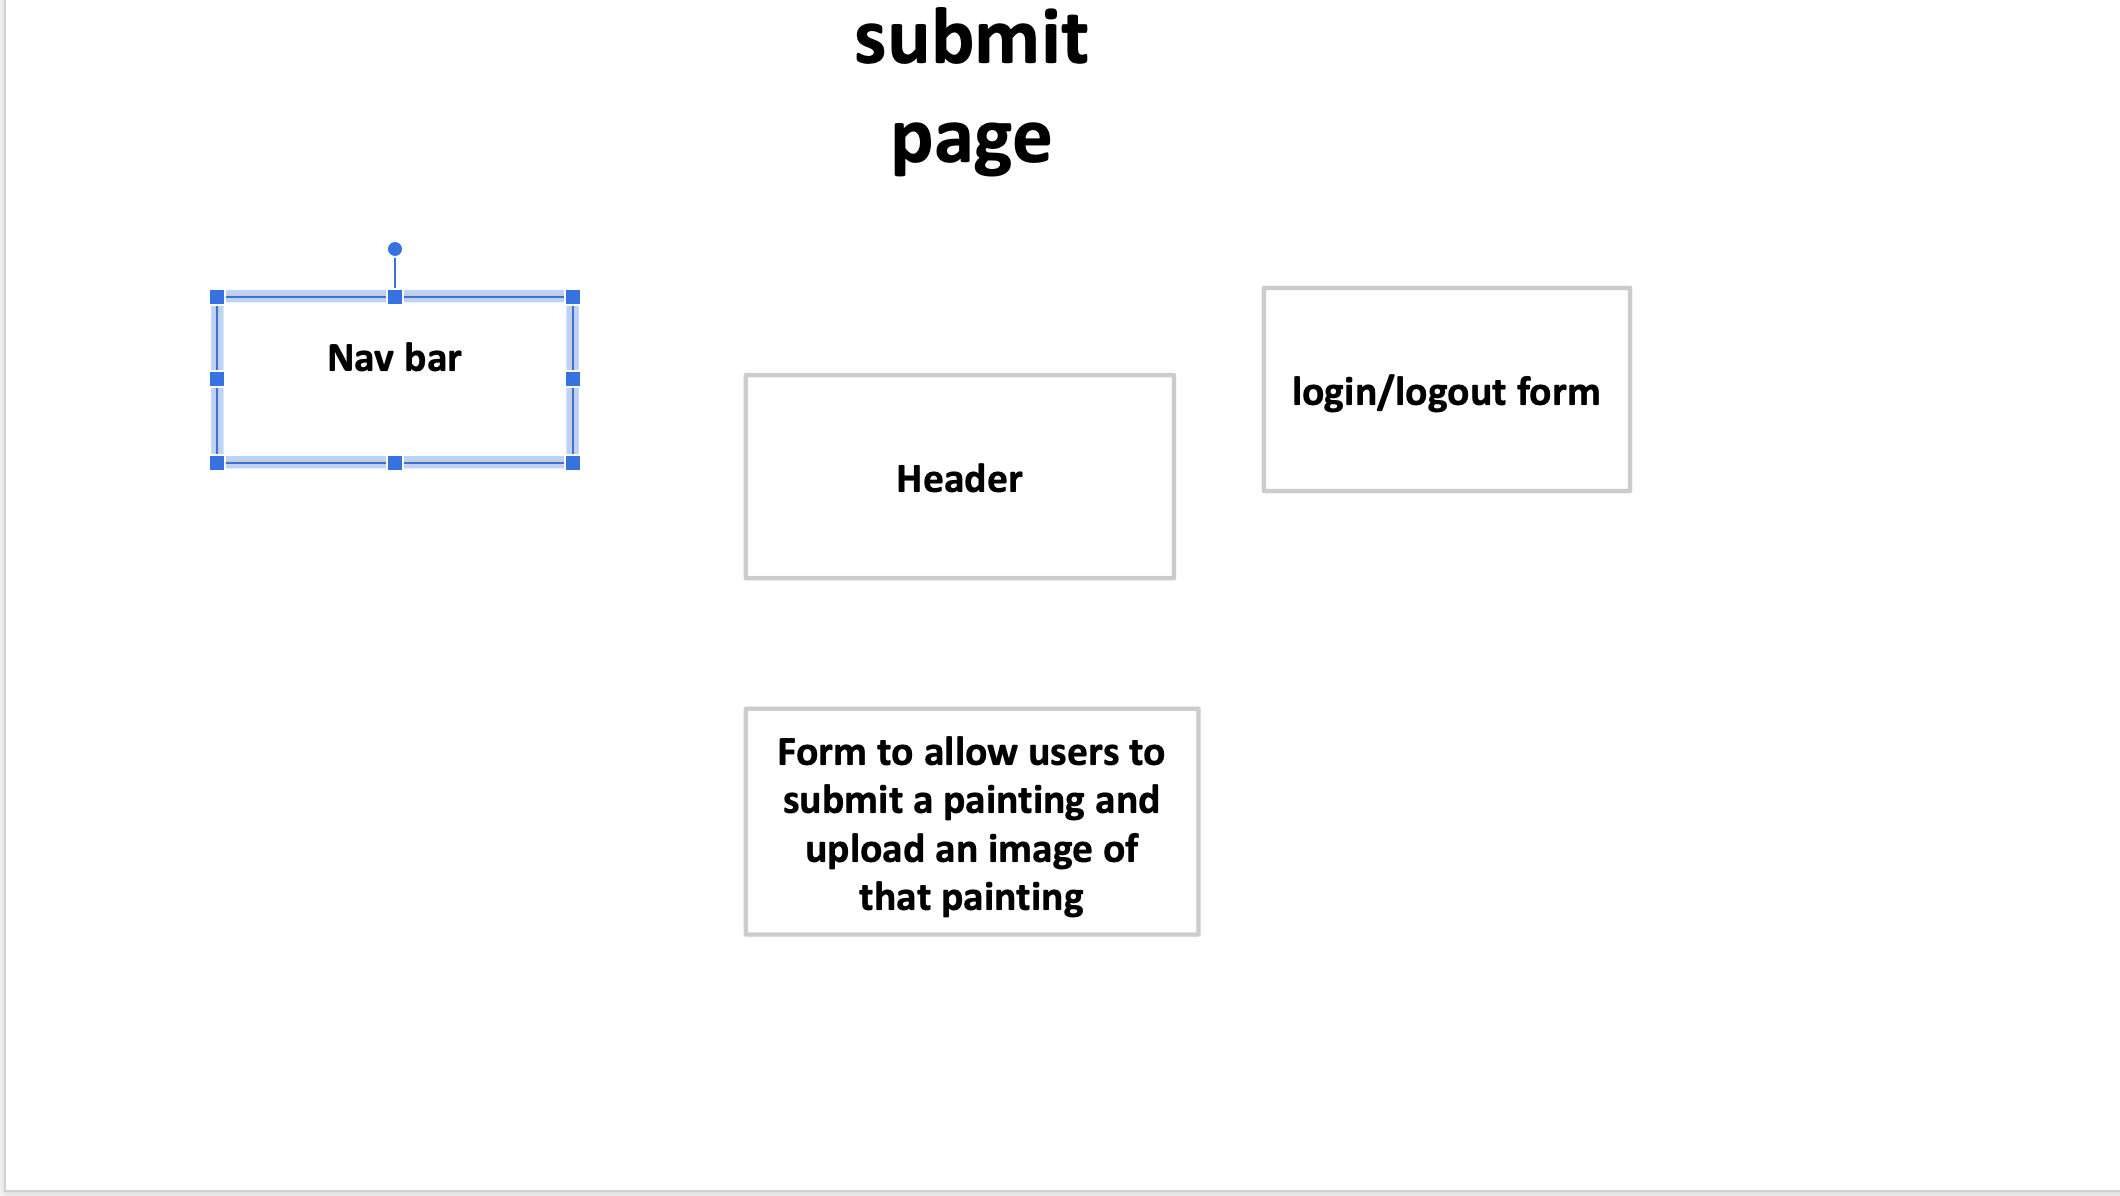 submit
page
Nav bar
login/logout form
Header
Form to allow users to
submit a painting and
upload an image of
that painting